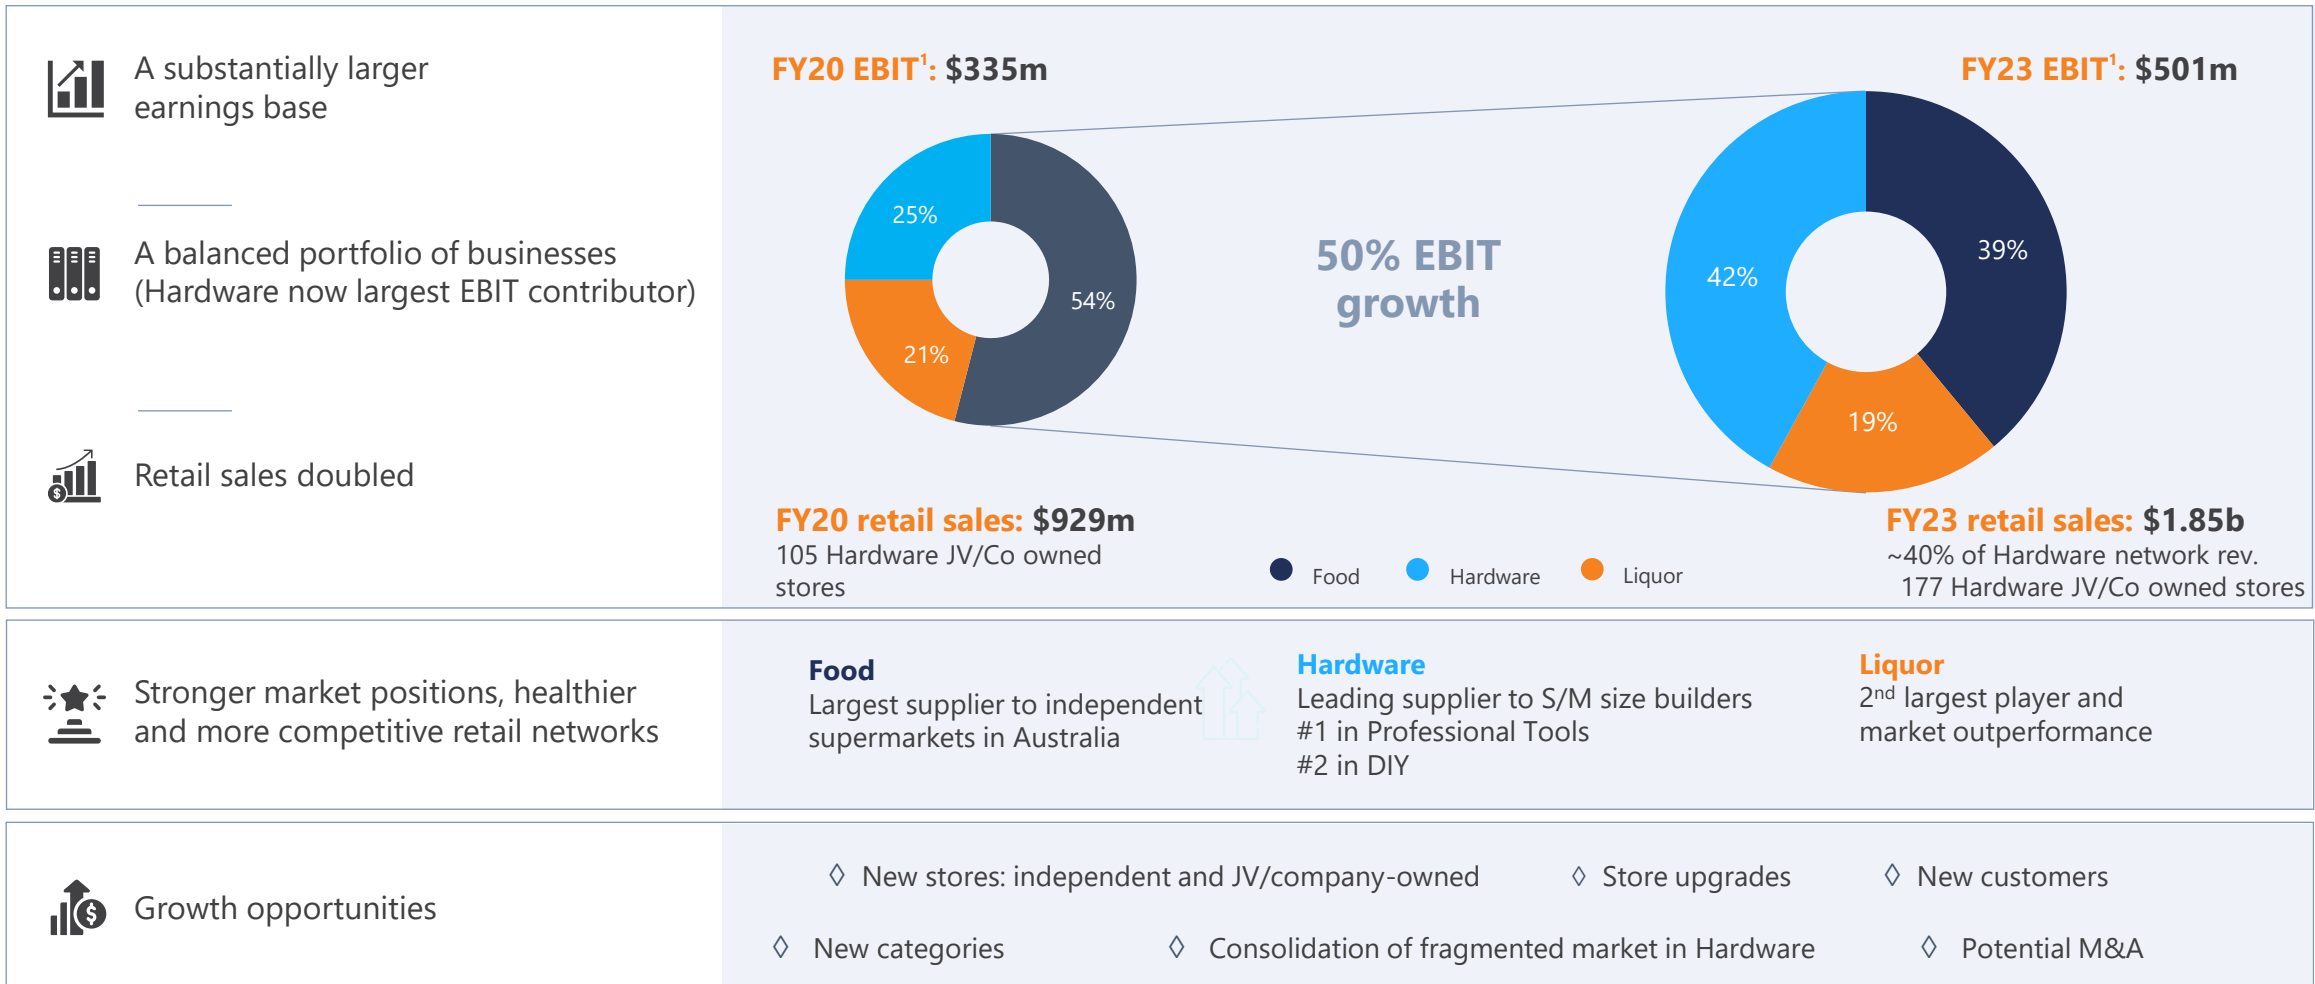 A substantially larger
earnings base
A balanced portfolio of businesses
(Hardware now largest EBIT contributor)
Retail sales doubled
FY20 EBIT¹: $335m
25%
54%
21%
50% EBIT
growth
FY23 EBIT¹: $501m
42%
39%
19%
FY20 retail sales: $929m
105 Hardware JV/Co owned
stores
Food
Hardware
Liquor
FY23 retail sales: $1.85b
~40% of Hardware network rev.
177 Hardware JV/Co owned stores
Stronger market positions, healthier
and more competitive retail networks
Food
Largest supplier to independent
supermarkets in Australia
Hardware
Leading supplier to S/M size builders
#1 in Professional Tools
#2 in DIY
Liquor
2nd largest player and
market outperformance
Growth opportunities
◊ New stores: independent and JV/company-owned
◊ Store upgrades
◊ New customers
◊ New categories
◊ Consolidation of fragmented market in Hardware
◊ Potential M&A